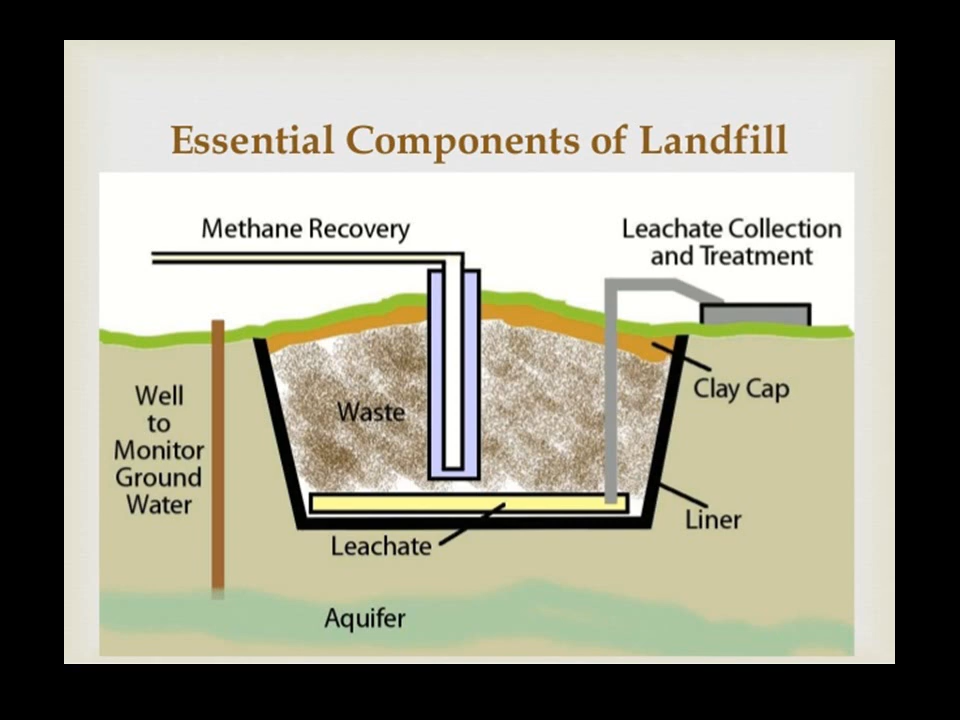 Essential Components of Landfill
Methane Recovery
Leachate Collection
and Treatment
Well
to
Monitor
Ground
Water
Waste
Clay Cap
Liner
Leachate
Aquifer